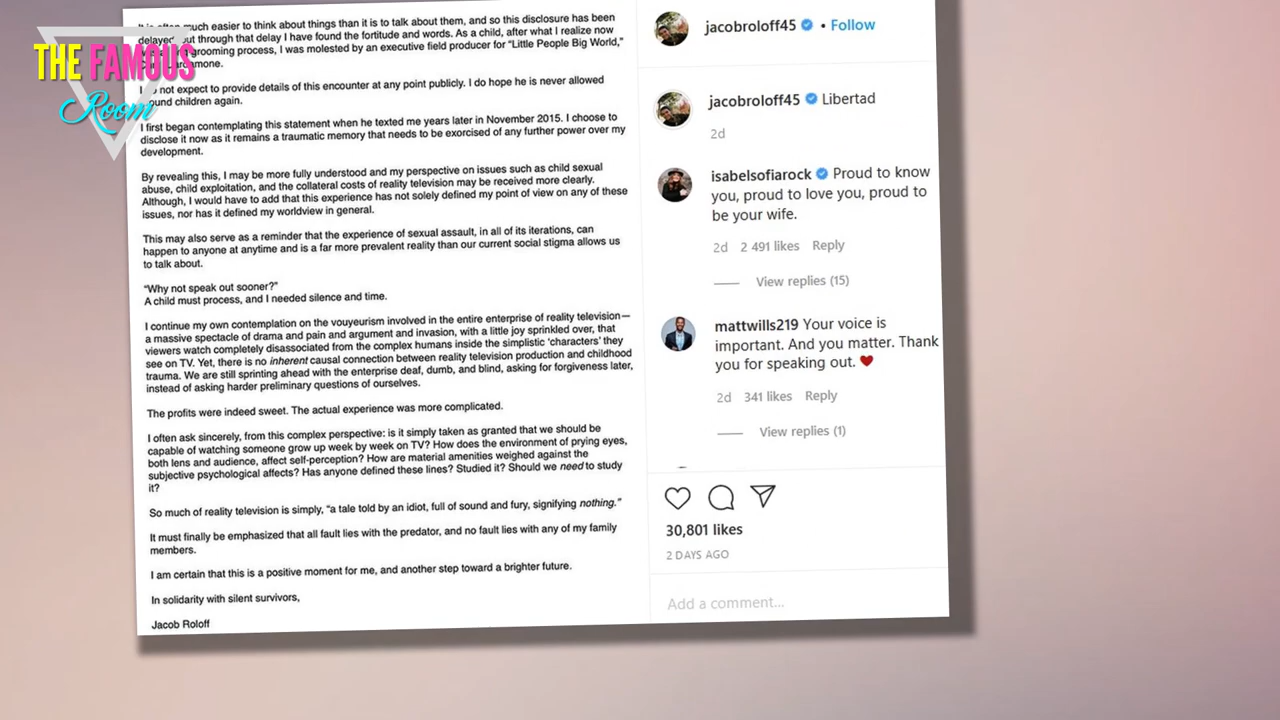 THE FAMOUS
Room
much easier to think about things than it is to talk about them, and so this disclosure has been
delayed, but through that delay I have found the fortitude and words. As a child, after what I realize now
grooming process, I was molested by an executive field producer for “Little People Big World,”
not expect to provide details of this encounter at any point publicly. I do hope he is never allowed
around children again.
I first began contemplating this statement when he texted me years later in November 2015. I choose to
disclose it now as it remains a traumatic memory that needs to be exorcised of any further power over my
development.
By revealing this, I may be more fully understood and my perspective on issues such as child sexual
abuse, child exploitation, and the collateral costs of reality television may be received more clearly.
Although, I would have to add that this experience has not solely defined my point of view on any of these
issues, nor has it defined my worldview in general.
This may also serve as a reminder that the experience of sexual assault, in all of its iterations, can
happen to anyone at anytime and is a far more prevalent reality than our current social stigma allows us
to talk about.
“Why not speak out sooner?”
A child must process, and I needed silence and time.
I continue my own contemplation on the vouyeurism involved in the entire enterprise of reality television—
a massive spectacle of drama and pain and argument and invasion, with a little joy sprinkled over, that
viewers watch completely disassociated from the complex humans inside the simplistic ‘characters’ they
see on TV. Yet, there is no inherent causal connection between reality television production and childhood
trauma. We are still sprinting ahead with the enterprise deaf, dumb, and blind, asking for forgiveness later,
instead of asking harder preliminary questions of ourselves.
The profits were indeed sweet. The actual experience was more complicated.
I often ask sincerely, from this complex perspective: is it simply taken as granted that we should be
capable of watching someone grow up week by week on TV? How does the environment of prying eyes,
both lens and audience, affect self-perception? How are material amenities weighed against the
subjective psychological affects? Has anyone defined these lines? Studied it? Should we need to study
it?
So much of reality television is simply, “a tale told by an idiot, full of sound and fury, signifying nothing.”
It must finally be emphasized that all fault lies with the predator, and no fault lies with any of my family
members.
I am certain that this is a positive moment for me, and another step toward a brighter future.
In solidarity with silent survivors,
Jacob Roloff
jacobroloff45 • Follow
jacobroloff45 Libertad
2d
isabelsofiarock Proud to know
you, proud to love you, proud to
be your wife.
2d 2 491 likes Reply
View replies (15)
mattwills219 Your voice is
important. And you matter. Thank
you for speaking out. ❤
2d 341 likes Reply
View replies (1)
30,801 likes
2 DAYS AGO
Add a comment...